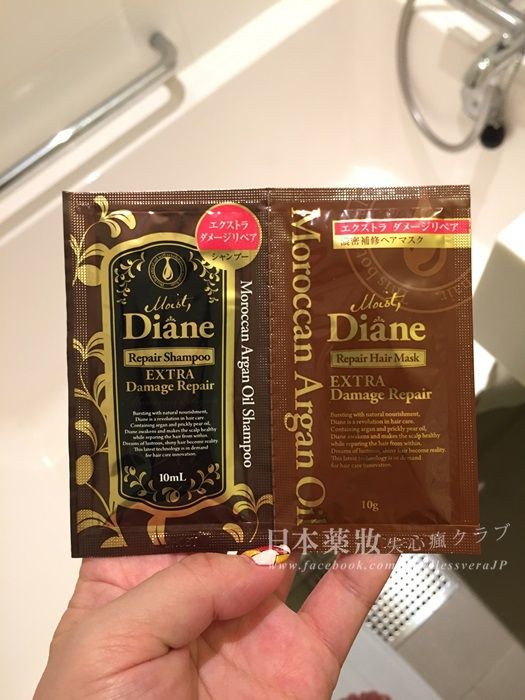 エクストラ
ダメージリペア
シャンプー
Moist,
Diane
Repair Shampoo
EXTRA
Damage Repair
Bursting with natural nourishment,
Diane is a revolution in hair care.
Containing argan and prickly pear oil,
Diane awakens and makes the scalp healthy
while repairing the hair from within.
Dreams of lustrous, shiny hair become reality.
This latest technology is in demand
for hair care innovation.
10mL
Moroccan Argan Oil Shampoo
Moroccan Argan Oil
エクストラ ダメージリペア
濃密補修ヘアマスク
Moist,
Diane
Repair Hair Mask
EXTRA
Damage Repair
Bursting with natural nourishment,
Diane is a revolution in hair care.
Containing argan and prickly pear oil,
Diane awakens and makes the scalp healthy
while repairing the hair from within.
Dreams of lustrous, shiny hair become reality.
This latest technology is in demand
for hair care innovation.
10g
日本藥妝失心瘋クラブ